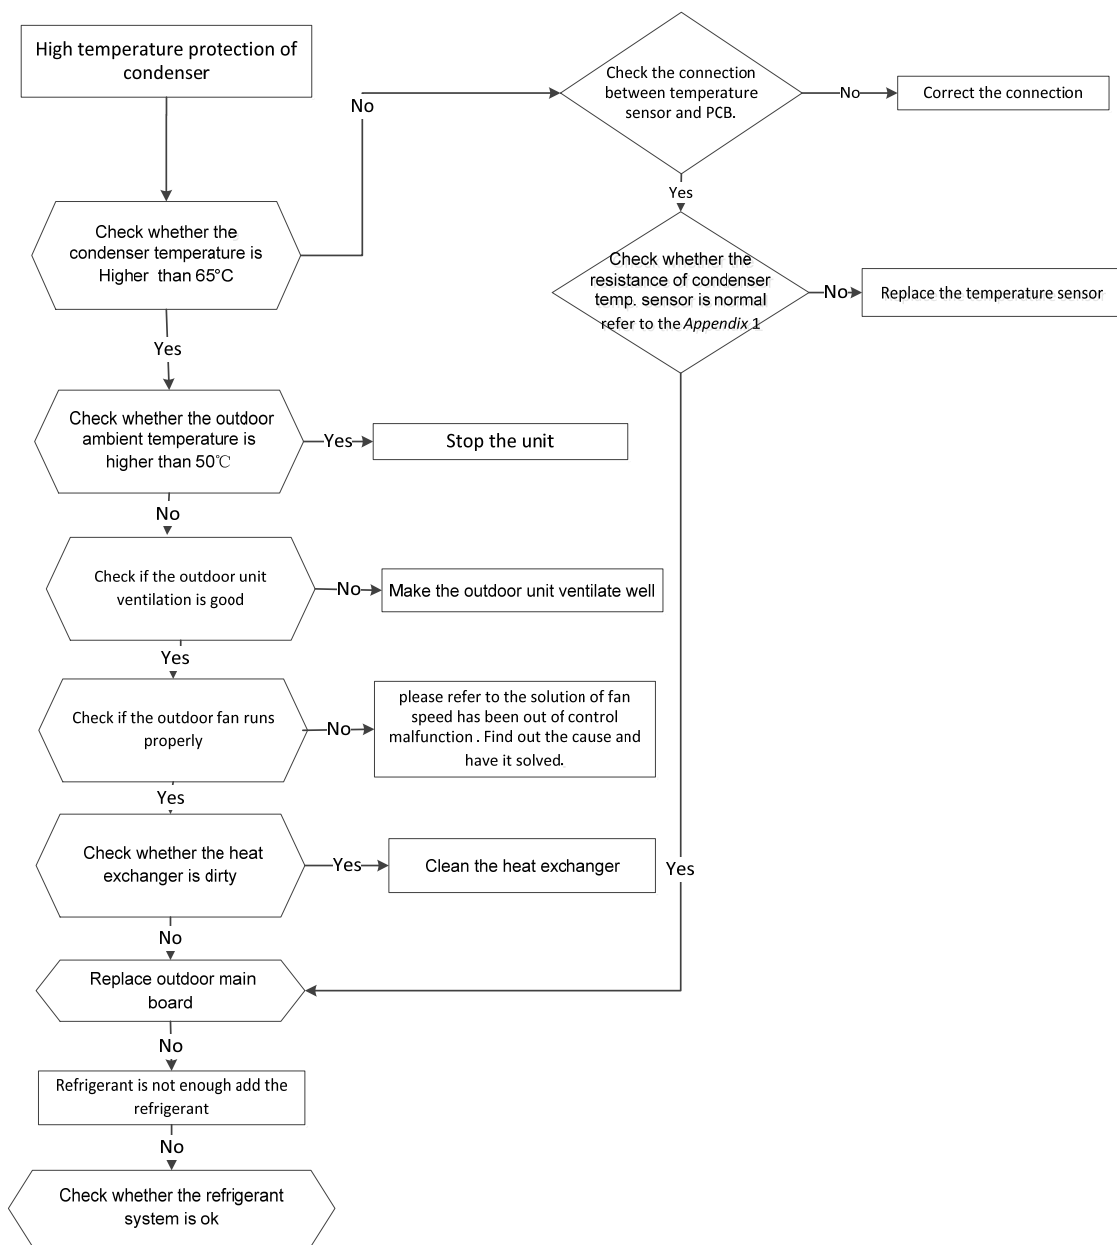 High temperature protection of
condenser
No
Check the connection
between temperature
sensor and PCB.
No
Correct the connection
Yes
Check whether the
condenser temperature is
Higher than 65°C
Check whether the
resistance of condenser
temp. sensor is normal
refer to the Appendix 1
No
Replace the temperature sensor
Yes
Check whether the outdoor
ambient temperature is
higher than 50℃
Yes
Stop the unit
No
Check if the outdoor unit
ventilation is good
No
Make the outdoor unit ventilate well
Yes
Check if the outdoor fan runs
properly
No
please refer to the solution of fan
speed has been out of control
malfunction . Find out the cause and
have it solved.
Yes
Check whether the heat
exchanger is dirty
Yes
Clean the heat exchanger
Yes
No
Replace outdoor main
board
No
Refrigerant is not enough add the
refrigerant
No
Check whether the refrigerant
system is ok